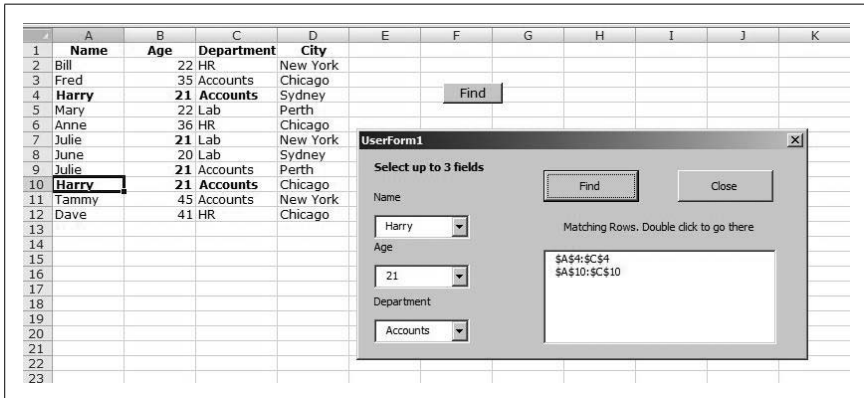 A B C D E F G H I J K
1 Name Age Department City
2 Bill 22 HR New York
3 Fred 35 Accounts Chicago
4 Harry 21 Accounts Sydney
Find
5 Mary 22 Lab Perth
6 Anne 36 HR Chicago
7 Julie 21 Lab New York
8 June 20 Lab Sydney
9 Julie 21 Accounts Perth
10 Harry 21 Accounts Chicago
11 Tammy 45 Accounts New York
12 Dave 41 HR Chicago
13
14
15
16
17
18
19
20
21
22
23
UserForm1 x
Select up to 3 fields
Find Close
Name
Harry
Matching Rows. Double click to go there
Age
21
$A$4:$C$4
$A$10:$C$10
Department
Accounts